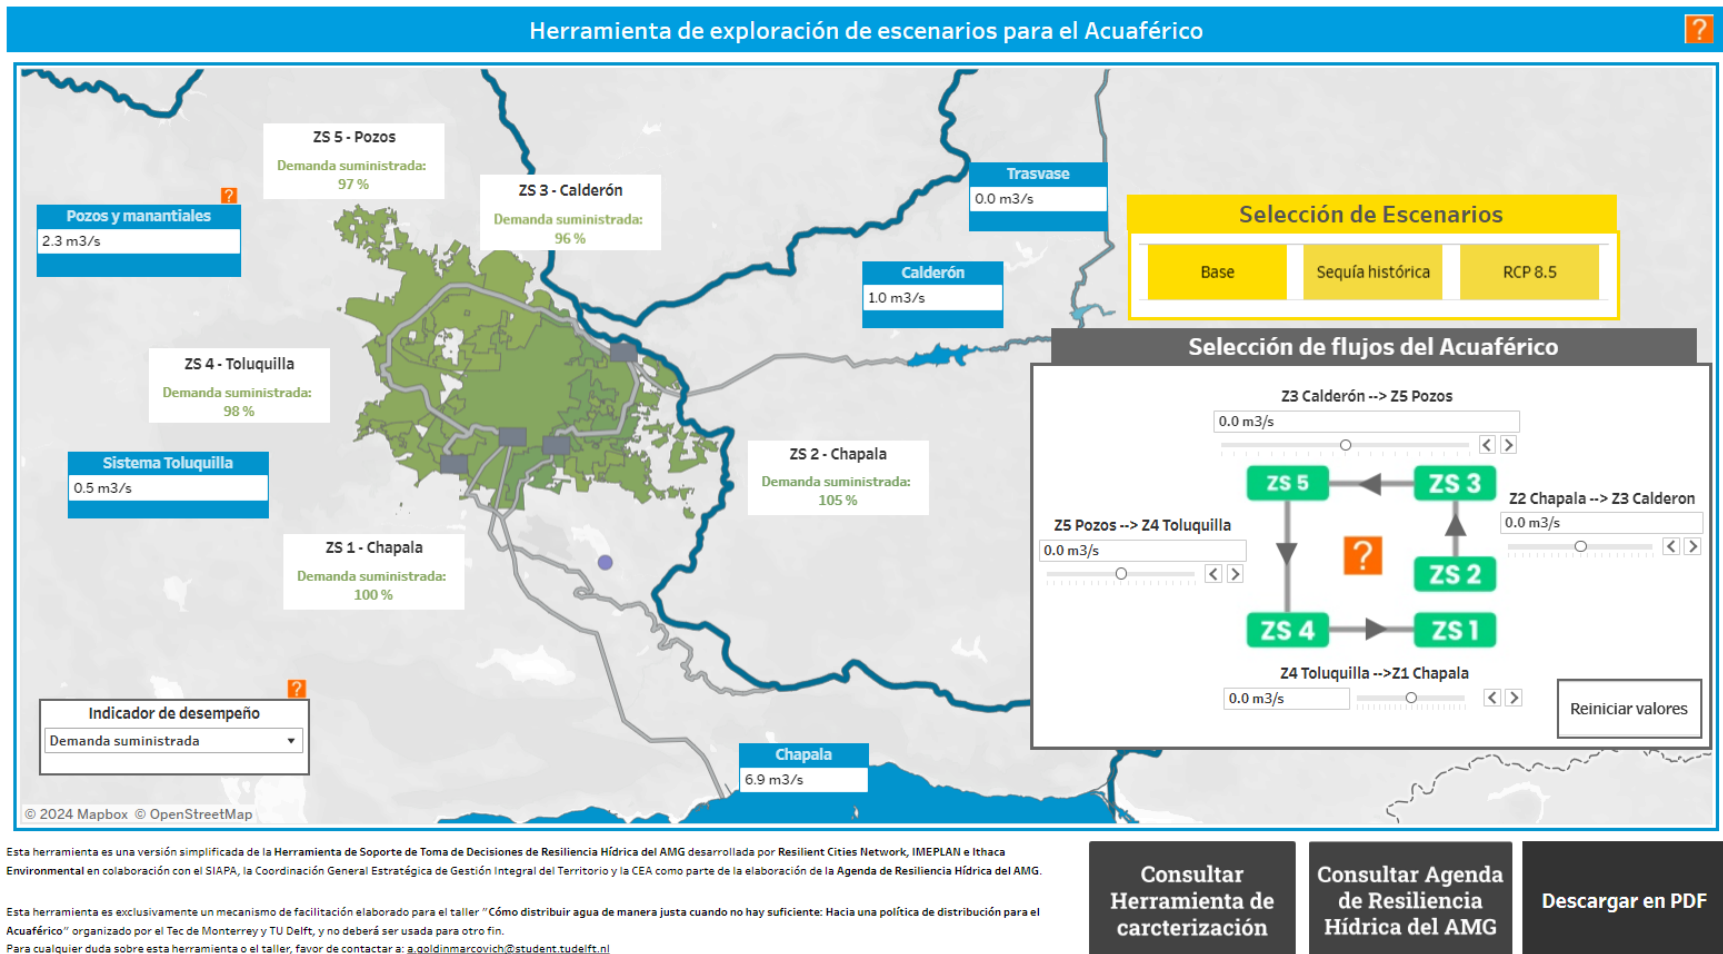 Herramienta de exploración de escenarios para el Acuaférico
?
ZS 5 - Pozos
Demanda suministrada:
97 %
ZS 3 - Calderón
Demanda suministrada:
96 %
Trasvase
0.0 m3/s
?
Pozos y manantiales
2.3 m3/s
Calderón
1.0 m3/s
Selección de Escenarios
Base
Sequía histórica
RCP 8.5
ZS 4 - Toluquilla
Demanda suministrada:
98 %
Sistema Toluquilla
0.5 m3/s
ZS 2 - Chapala
Demanda suministrada:
105 %
ZS 1 - Chapala
Demanda suministrada:
100 %
Selección de flujos del Acuaférico
Z3 Calderón --> Z5 Pozos
0.0 m3/s
< >
ZS 5
ZS 3
Z2 Chapala --> Z3 Calderon
0.0 m3/s
< >
Z5 Pozos --> Z4 Toluquilla
0.0 m3/s
< >
?
ZS 2
ZS 4
ZS 1
Z4 Toluquilla -->Z1 Chapala
0.0 m3/s
< >
Reiniciar valores
?
Indicador de desempeño
Demanda suministrada
Chapala
6.9 m3/s
© 2024 Mapbox © OpenStreetMap
Esta herramienta es una versión simplificada de la Herramienta de Soporte de Toma de Decisiones de Resiliencia Hídrica del AMG desarrollada por Resilient Cities Network, IMEPLAN e Ithaca
Environmental en colaboración con el SIAPA, la Coordinación General Estratégica de Gestión Integral del Territorio y la CEA como parte de la elaboración de la Agenda de Resiliencia Hídrica del AMG.
Esta herramienta es exclusivamente un mecanismo de facilitación elaborado para el taller "Cómo distribuir agua de manera justa cuando no hay suficiente: Hacia una política de distribución para el
Acuaférico" organizado por el Tec de Monterrey y TU Delft, y no deberá ser usada para otro fin.
Para cualquier duda sobre esta herramienta o el taller, favor de contactar a: a.goldinmarcovich@student.tudelft.nl
Consultar
Herramienta de
carcterización
Consultar Agenda
de Resiliencia
Hídrica del AMG
Descargar en PDF